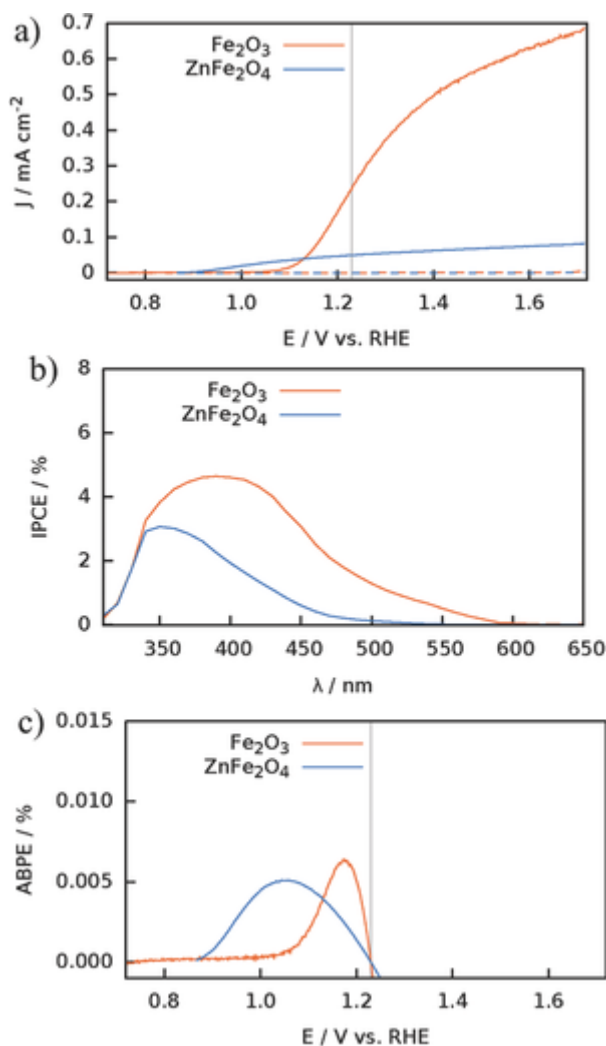 a)
0.7
0.6
0.5
0.4
0.3
0.2
0.1
0
J / mA cm⁻²
Fe₂O₃
ZnFe₂O₄
0.8 1.0 1.2 1.4 1.6
E / V vs. RHE
b)
8
6
4
2
0
IPCE / %
Fe₂O₃
ZnFe₂O₄
350 400 450 500 550 600 650
λ / nm
c)
0.015
0.010
0.005
0.000
ABPE / %
Fe₂O₃
ZnFe₂O₄
0.8 1.0 1.2 1.4 1.6
E / V vs. RHE